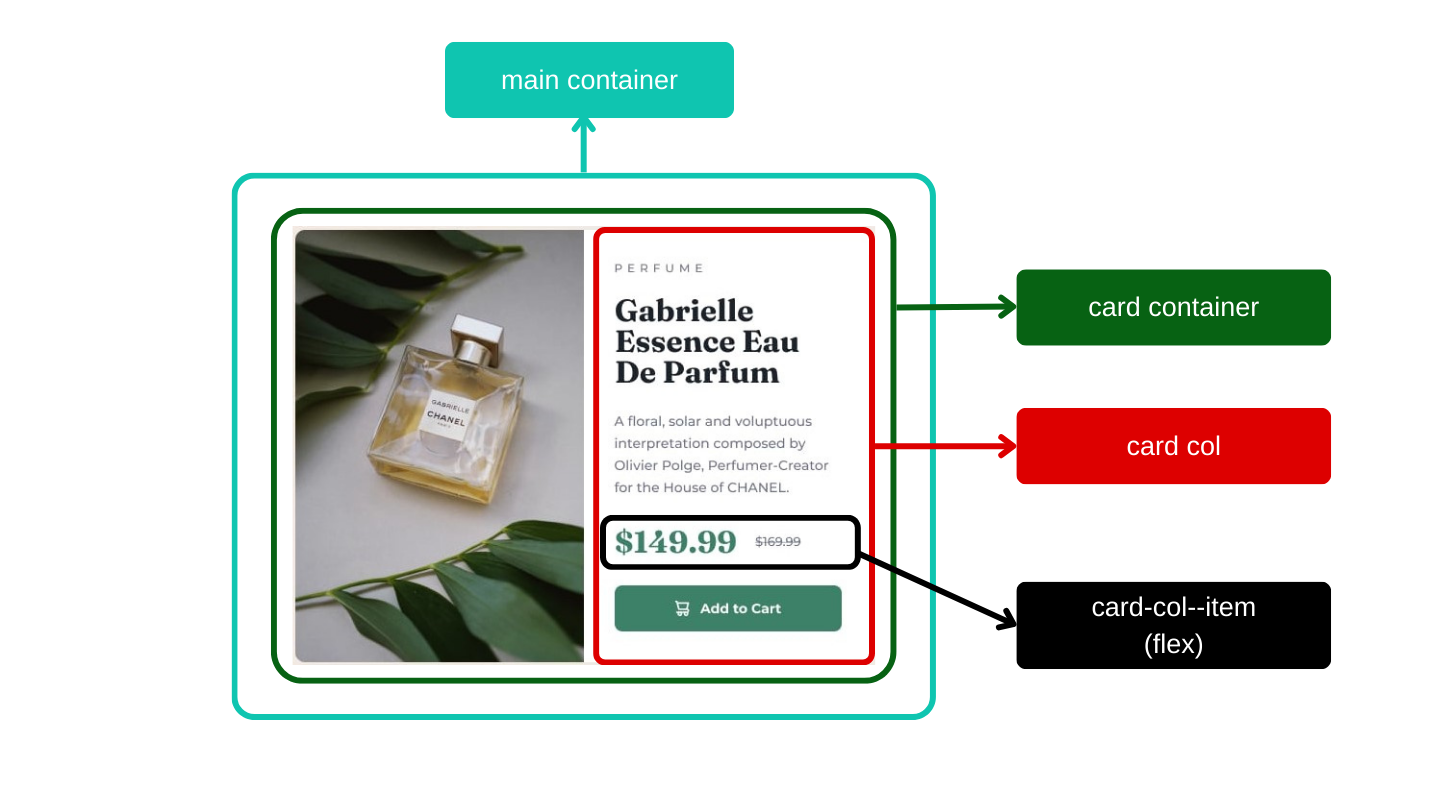 main container
PERFUME
Gabrielle
Essence Eau
De Parfum
A floral, solar and voluptuous
interpretation composed by
Olivier Polge, Perfumer-Creator
for the House of CHANEL.
$149.99 $169.99
Add to Cart
GABRIELLE
CHANEL
PARIS
card container
card col
card-col--item
(flex)